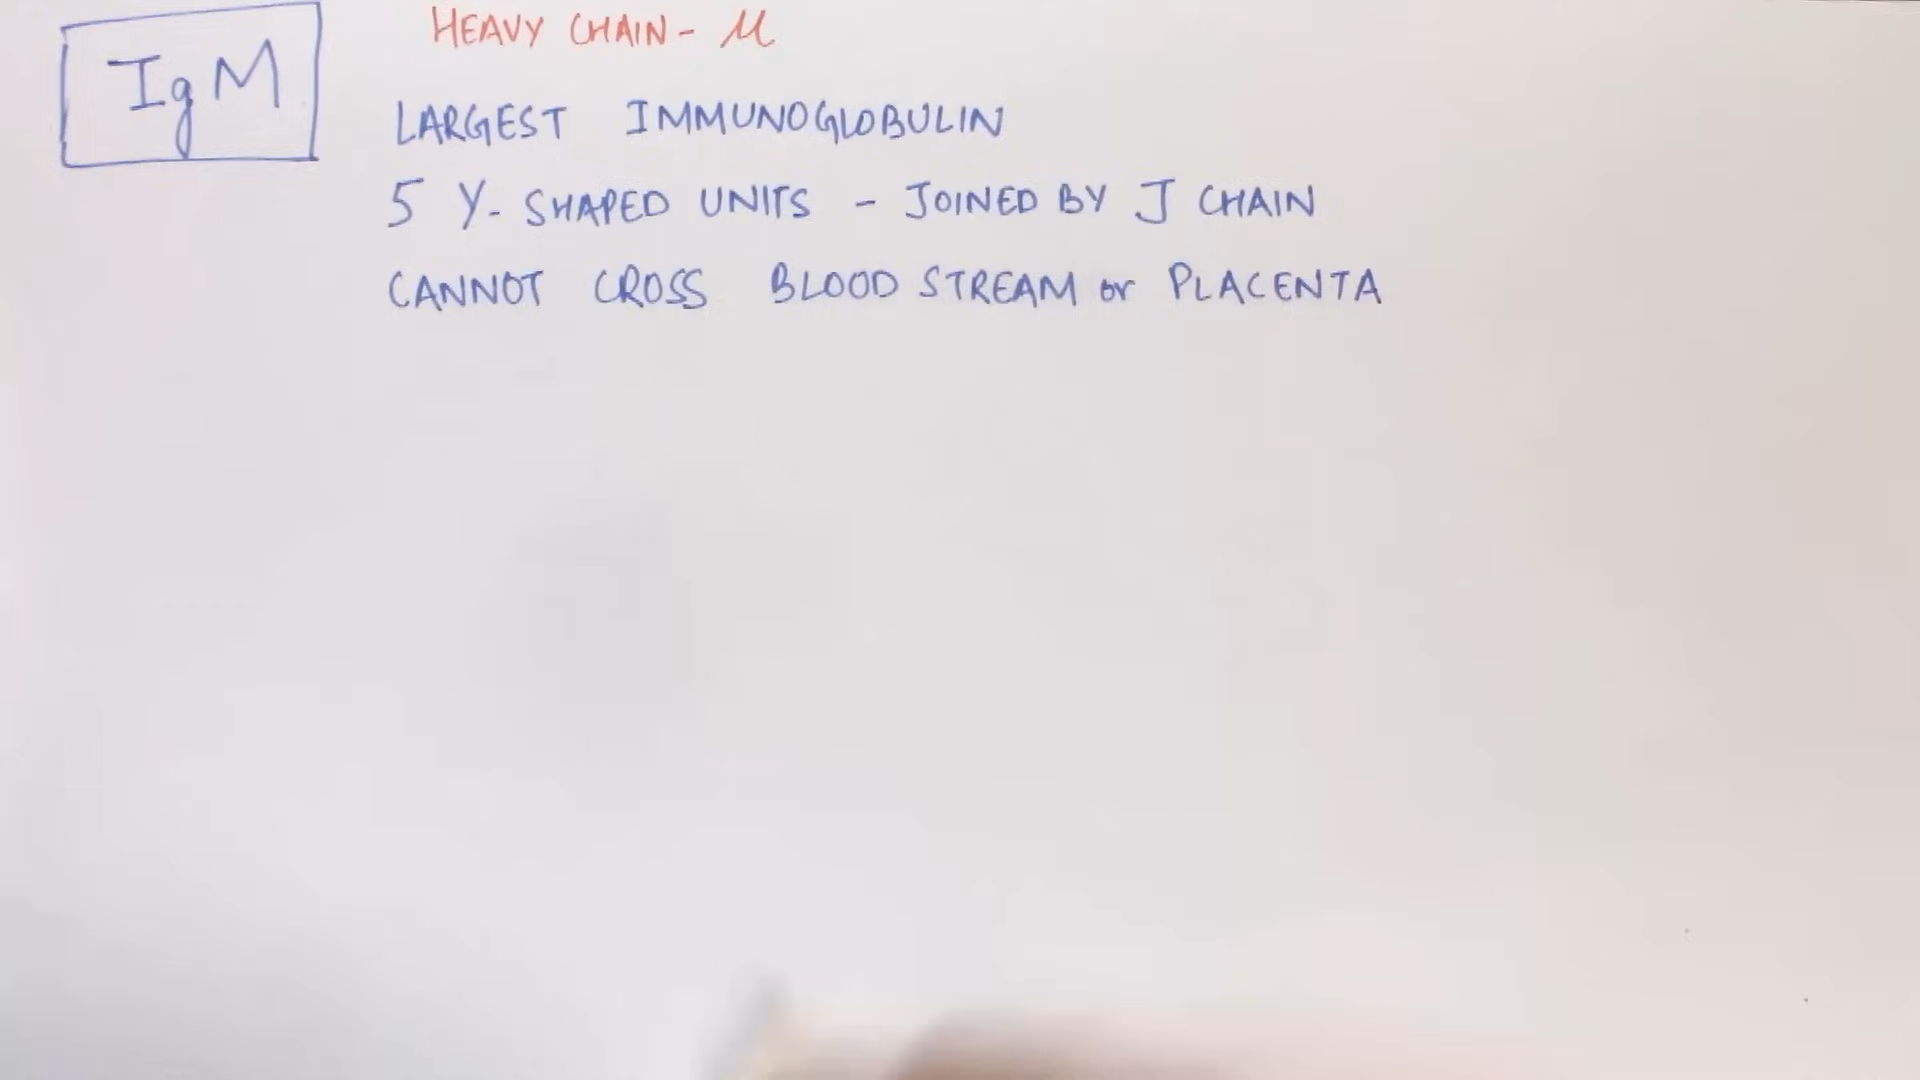 IgM
HEAVY CHAIN - μ
LARGEST IMMUNOGLOBULIN
5 Y-SHAPED UNITS - JOINED BY J CHAIN
CANNOT CROSS BLOOD STREAM or PLACENTA